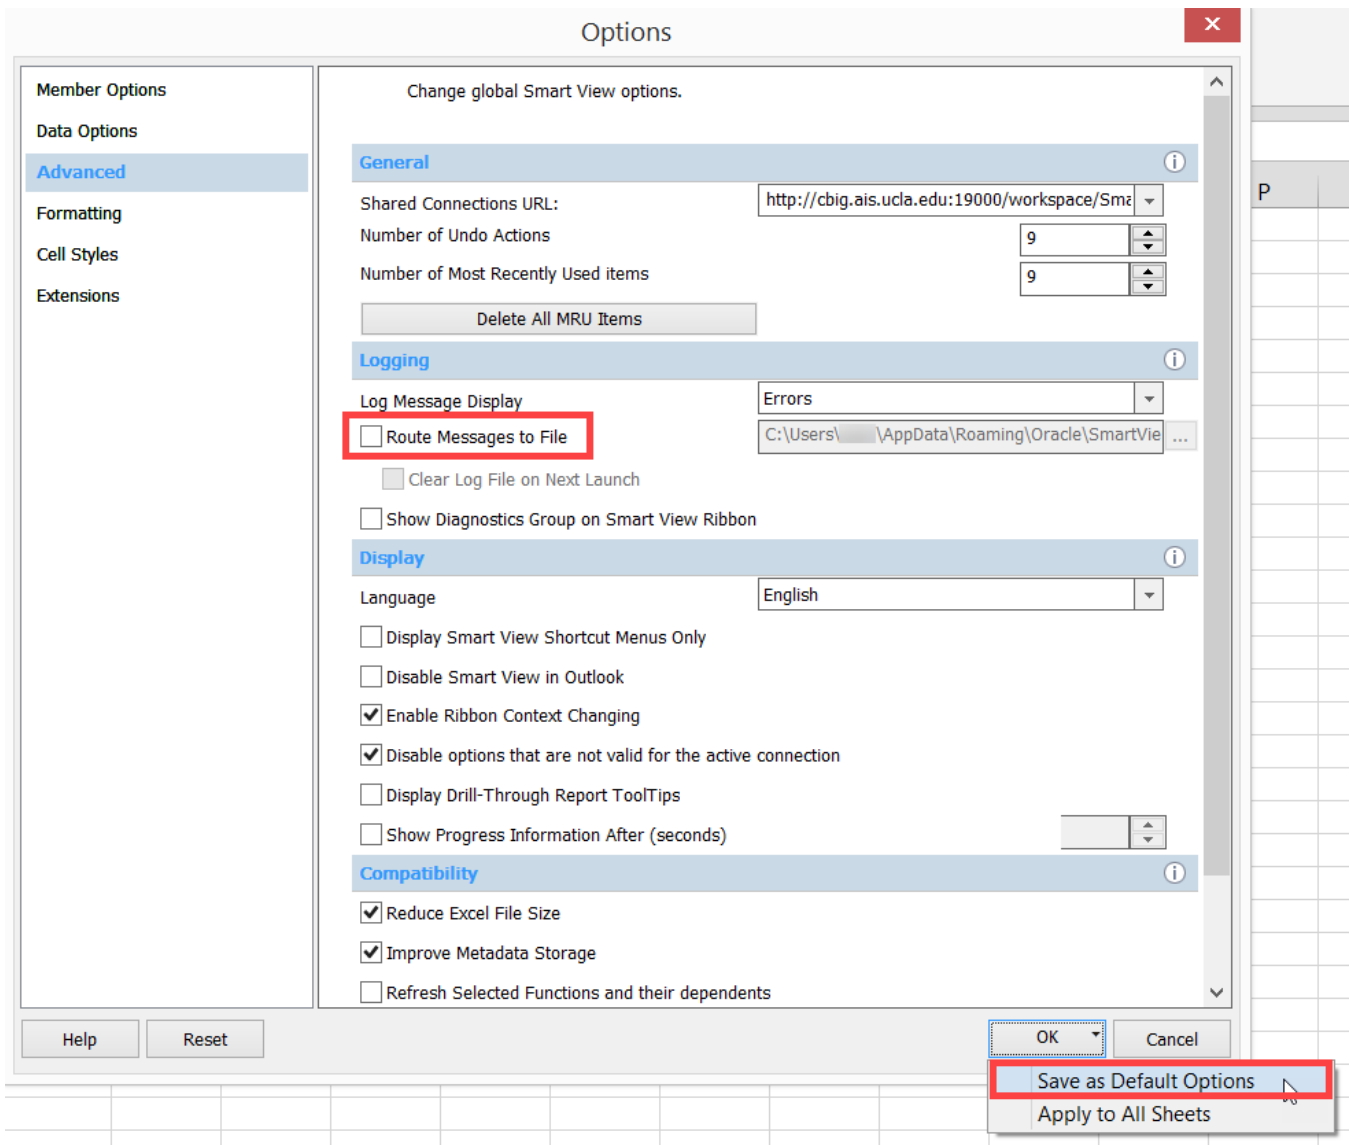 Options
Member Options
Data Options
Advanced
Formatting
Cell Styles
Extensions
Change global Smart View options.
General
Shared Connections URL: http://cbig.ais.ucla.edu:19000/workspace/Sma
Number of Undo Actions 9
Number of Most Recently Used items 9
Delete All MRU Items
Logging
Log Message Display Errors
Route Messages to File C:\Users\ \AppData\Roaming\Oracle\SmartVie ...
Clear Log File on Next Launch
Show Diagnostics Group on Smart View Ribbon
Display
Language English
Display Smart View Shortcut Menus Only
Disable Smart View in Outlook
Enable Ribbon Context Changing
Disable options that are not valid for the active connection
Display Drill-Through Report ToolTips
Show Progress Information After (seconds)
Compatibility
Reduce Excel File Size
Improve Metadata Storage
Refresh Selected Functions and their dependents
Help Reset OK Cancel
Save as Default Options
Apply to All Sheets
P